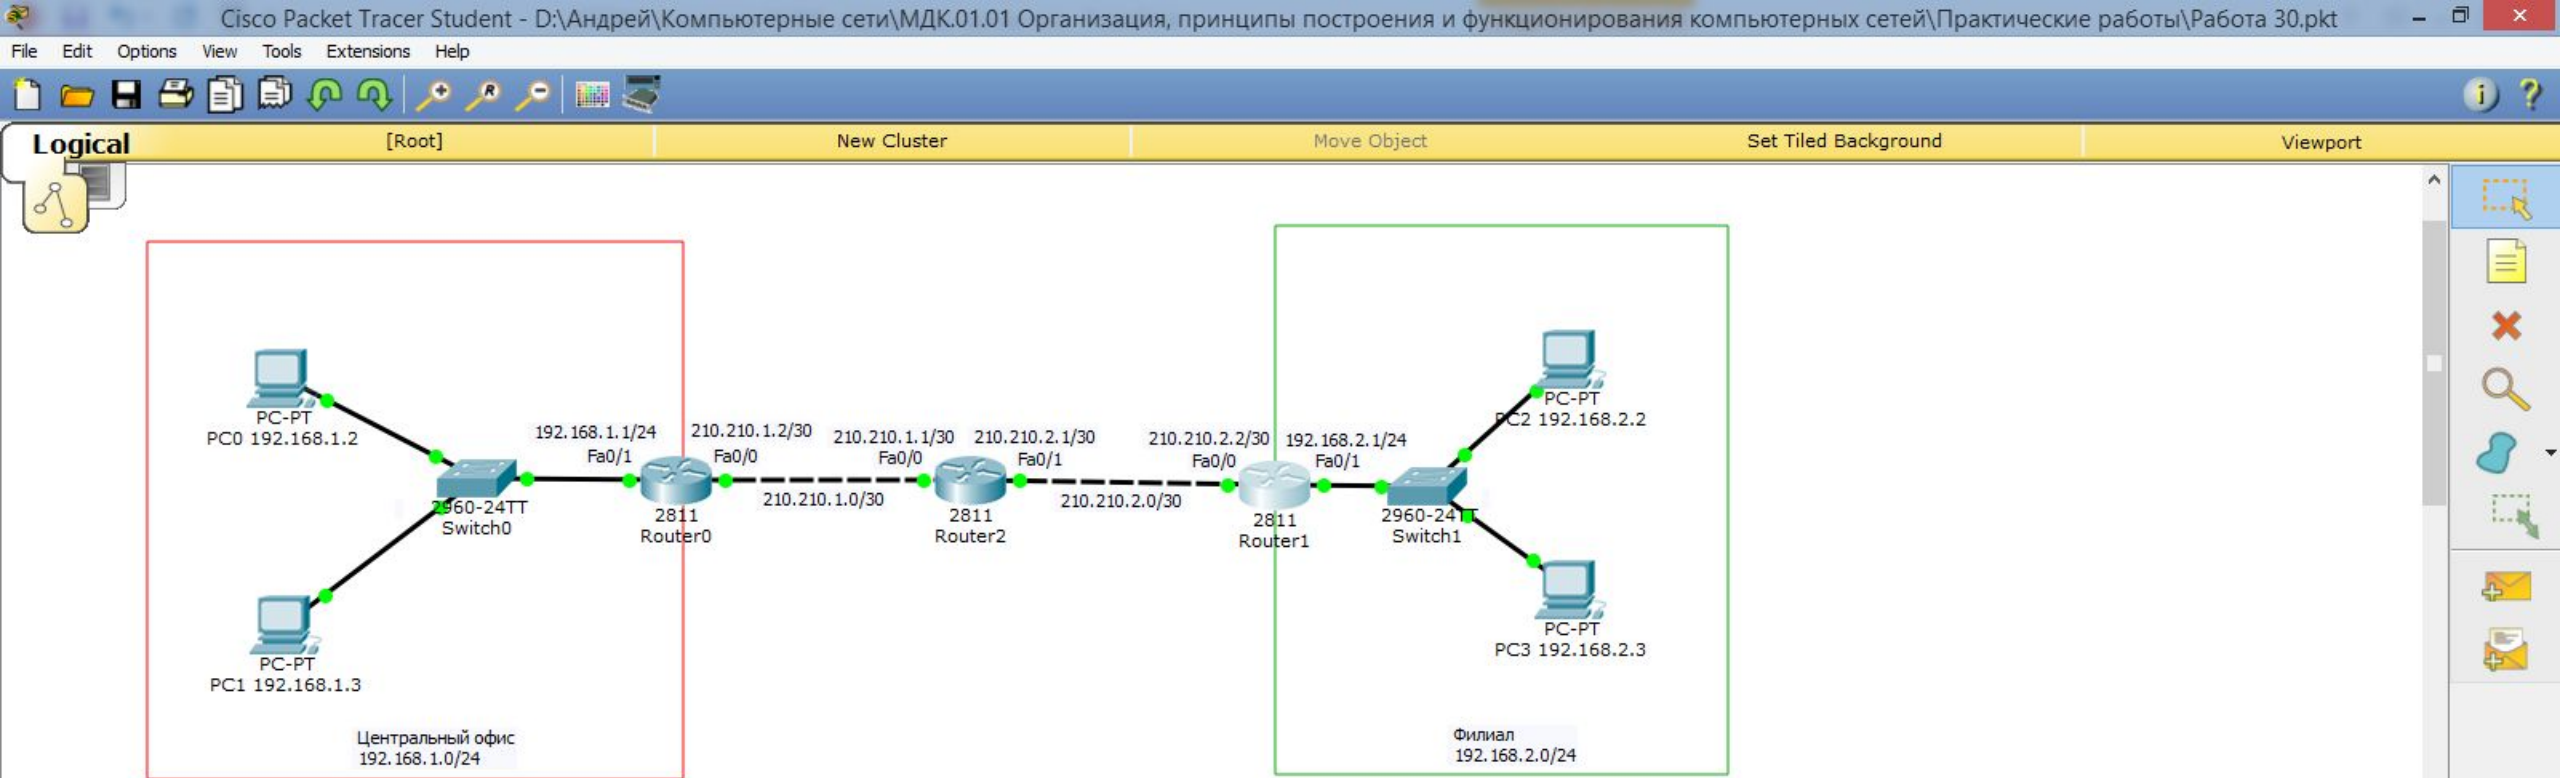 Cisco Packet Tracer Student - D:\Андрей\Компьютерные сети\МДК.01.01 Организация, принципы построения и функционирования компьютерных сетей\Практические работы\Работа 30.pkt
File Edit Options View Tools Extensions Help
Logical [Root] New Cluster Move Object Set Tiled Background Viewport
PC-PT
PC0 192.168.1.2
2960-24TT
Switch0
PC-PT
PC1 192.168.1.3
Центральный офис
192.168.1.0/24
192.168.1.1/24
Fa0/1
210.210.1.2/30
Fa0/0
2811
Router0
210.210.1.0/30
210.210.1.1/30
Fa0/0
210.210.2.1/30
Fa0/1
2811
Router2
210.210.2.0/30
210.210.2.2/30
Fa0/0
192.168.2.1/24
Fa0/1
2811
Router1
2960-24TT
Switch1
PC-PT
PC2 192.168.2.2
PC-PT
PC3 192.168.2.3
Филиал
192.168.2.0/24